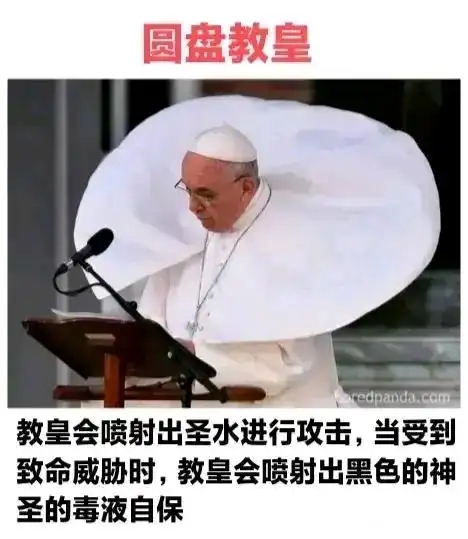 圆盘教皇
oredpanda.com
教皇会喷射出圣水进行攻击，当受到
致命威胁时，教皇会喷射出黑色的神
圣的毒液自保